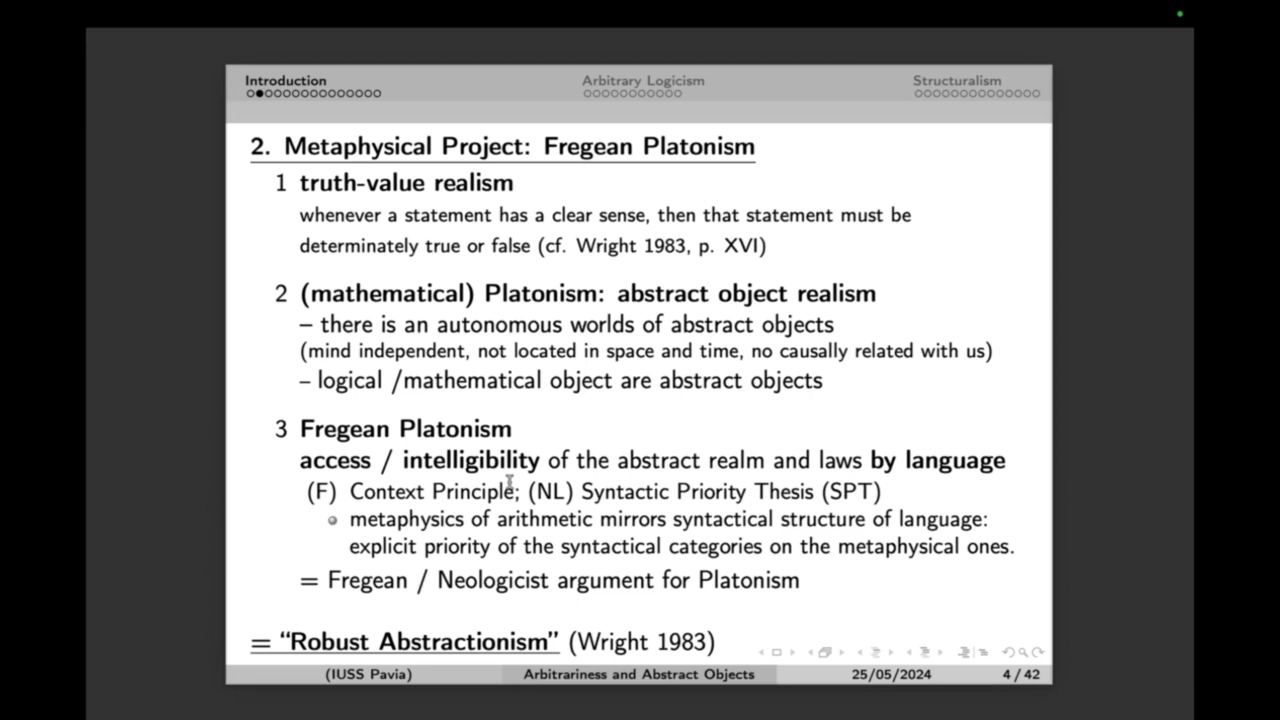 Introduction
Arbitrary Logicism
Structuralism
2. Metaphysical Project: Fregean Platonism
1 truth-value realism
whenever a statement has a clear sense, then that statement must be
determinately true or false (cf. Wright 1983, p. XVI)
2 (mathematical) Platonism: abstract object realism
– there is an autonomous worlds of abstract objects
(mind independent, not located in space and time, no causally related with us)
– logical /mathematical object are abstract objects
3 Fregean Platonism
access / intelligibility of the abstract realm and laws by language
(F) Context Principle; (NL) Syntactic Priority Thesis (SPT)
metaphysics of arithmetic mirrors syntactical structure of language:
explicit priority of the syntactical categories on the metaphysical ones.
= Fregean / Neologicist argument for Platonism
= “Robust Abstractionism” (Wright 1983)
(IUSS Pavia)
Arbitrariness and Abstract Objects
25/05/2024
4 / 42